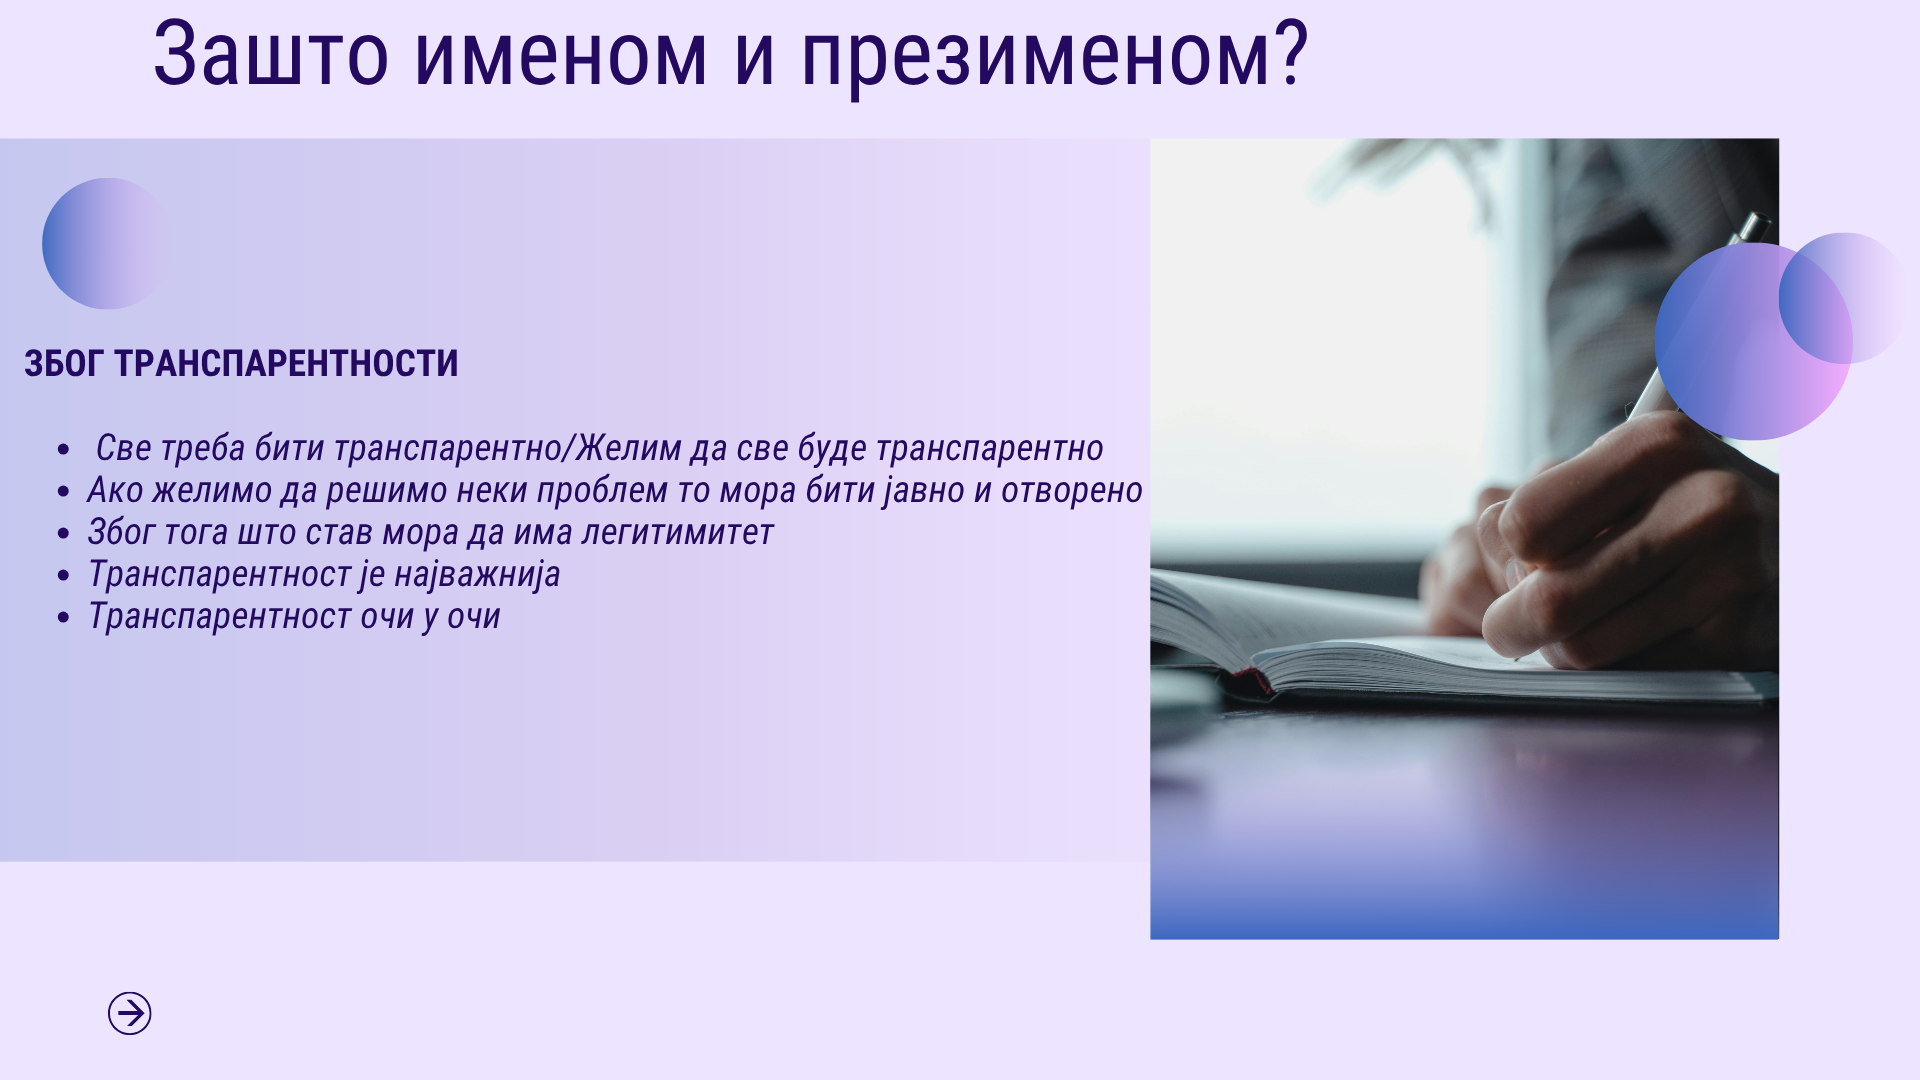 Зашто именом и презименом?
ЗБОГ ТРАНСПАРЕНТНОСТИ
• Све треба бити транспарентно/Желим да све буде транспарентно
• Ако желимо да решимо неки проблем то мора бити јавно и отворено
• Због тога што став мора да има легитимитет
• Транспарентност је најважнија
• Транспарентност очи у очи